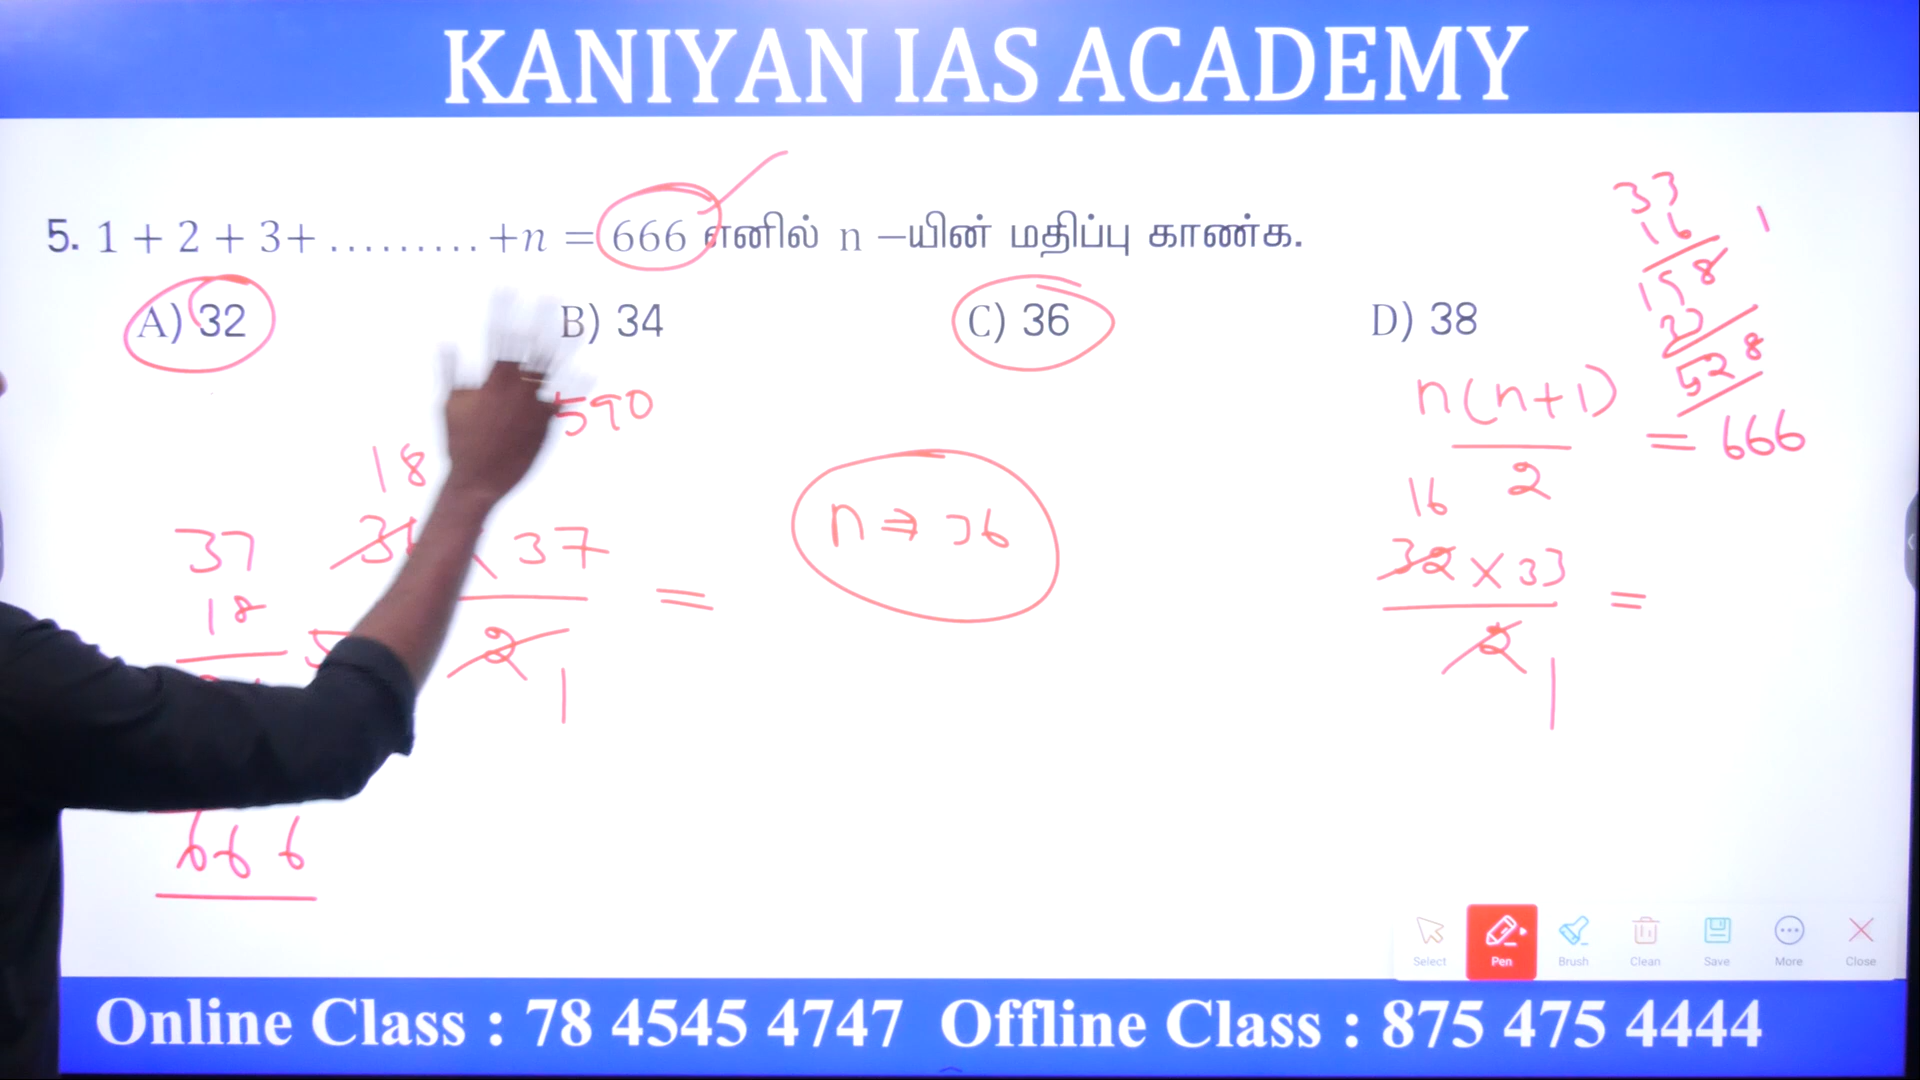 KANIYAN IAS ACADEMY
5. 1 + 2 + 3+ ......... +n = 666 எனில் n –யின் மதிப்பு காண்க.
A) 32 B) 34 C) 36 D) 38
33
16
1
528
n(n+1)
2
= 666
590
18
37
× 37
=
18
2
1
n ⇒ 36
16
32 × 33
=
2
1
666
Select Pen Brush Clean Save More Close
Online Class : 78 4545 4747 Offline Class : 875 475 4444